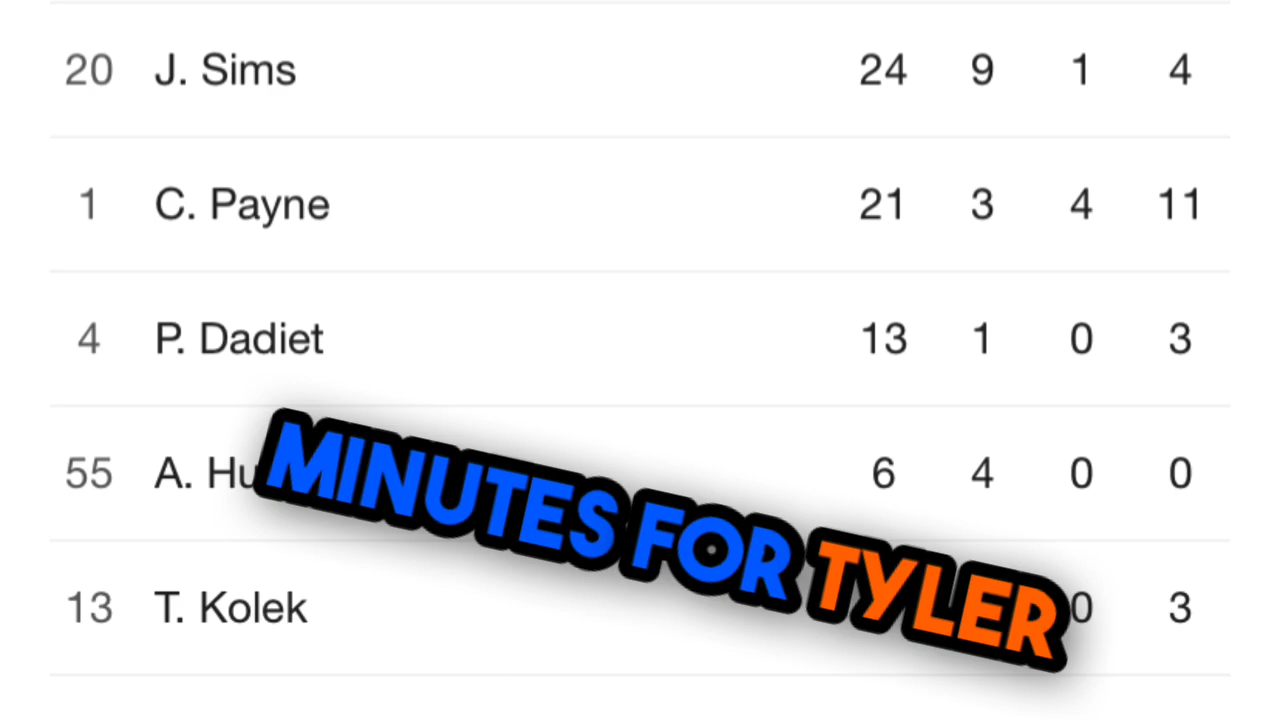 20 J. Sims 24 9 1 4
1 C. Payne 21 3 4 11
4 P. Dadiet 13 1 0 3
55 A. 6 4 0 0
MINUTES FOR TYLER
13 T. Kolek 0 3